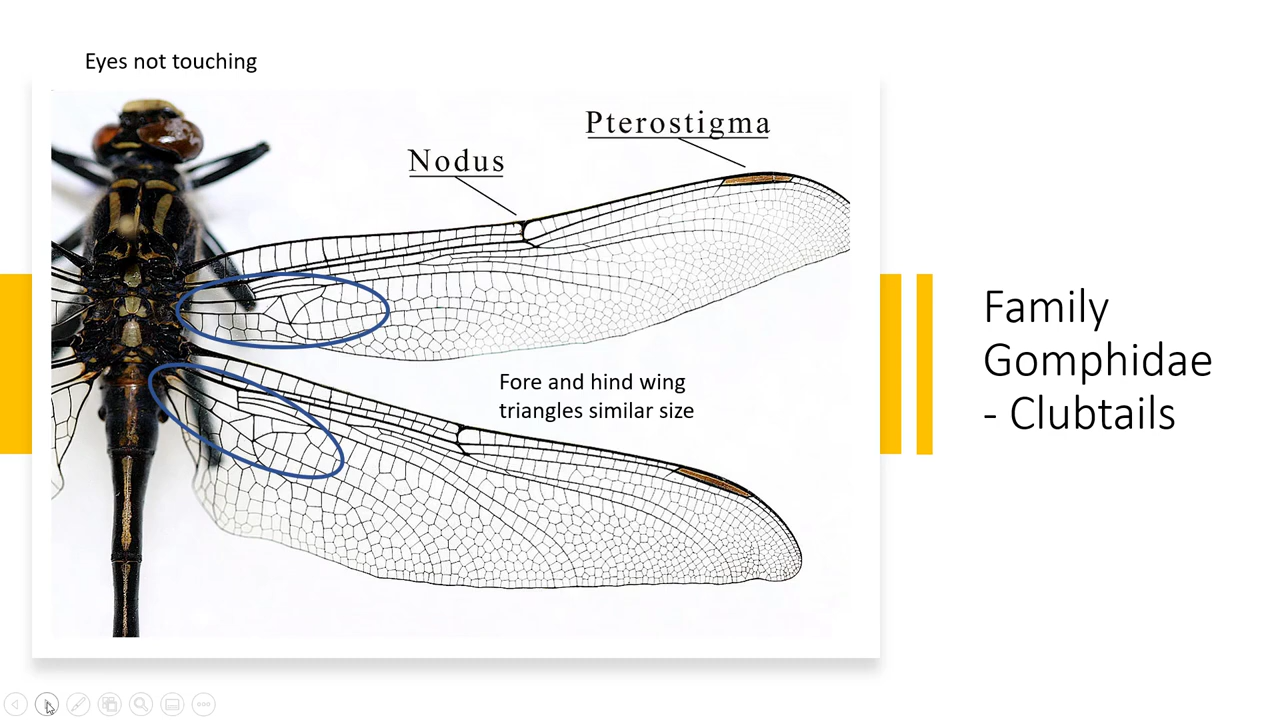 Eyes not touching
Pterostigma
Nodus
Fore and hind wing
triangles similar size
Family
Gomphidae
- Clubtails